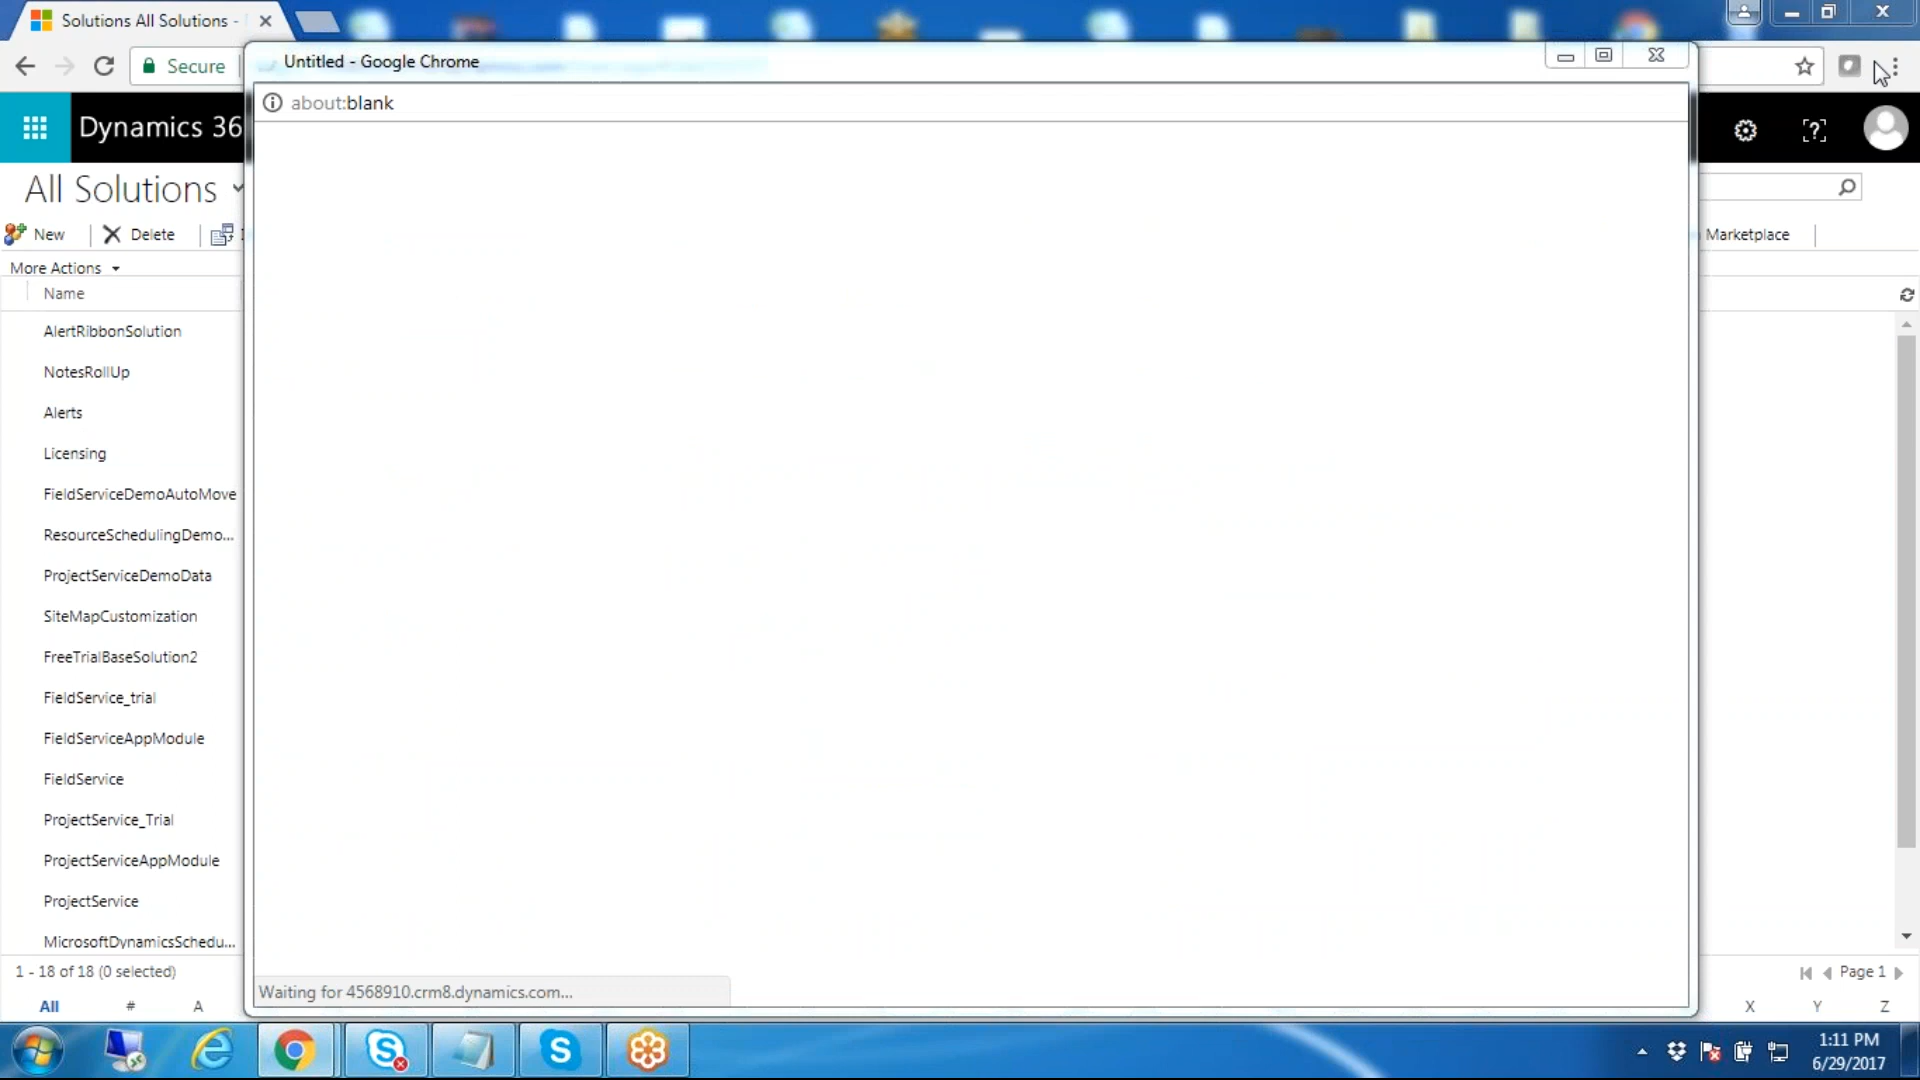 Solutions All Solutions -
Secure
Untitled - Google Chrome
about:blank
Dynamics 36
All Solutions
New
Delete
Marketplace
More Actions
Name
AlertRibbonSolution
NotesRollUp
Alerts
Licensing
FieldServiceDemoAutoMove
ResourceSchedulingDemo...
ProjectServiceDemoData
SiteMapCustomization
FreeTrialBaseSolution2
FieldService_trial
FieldServiceAppModule
FieldService
ProjectService_Trial
ProjectServiceAppModule
ProjectService
MicrosoftDynamicsSchedu...
1 - 18 of 18 (0 selected)
Page 1
Waiting for 4568910.crm8.dynamics.com...
All # A X Y Z
1:11 PM
6/29/2017